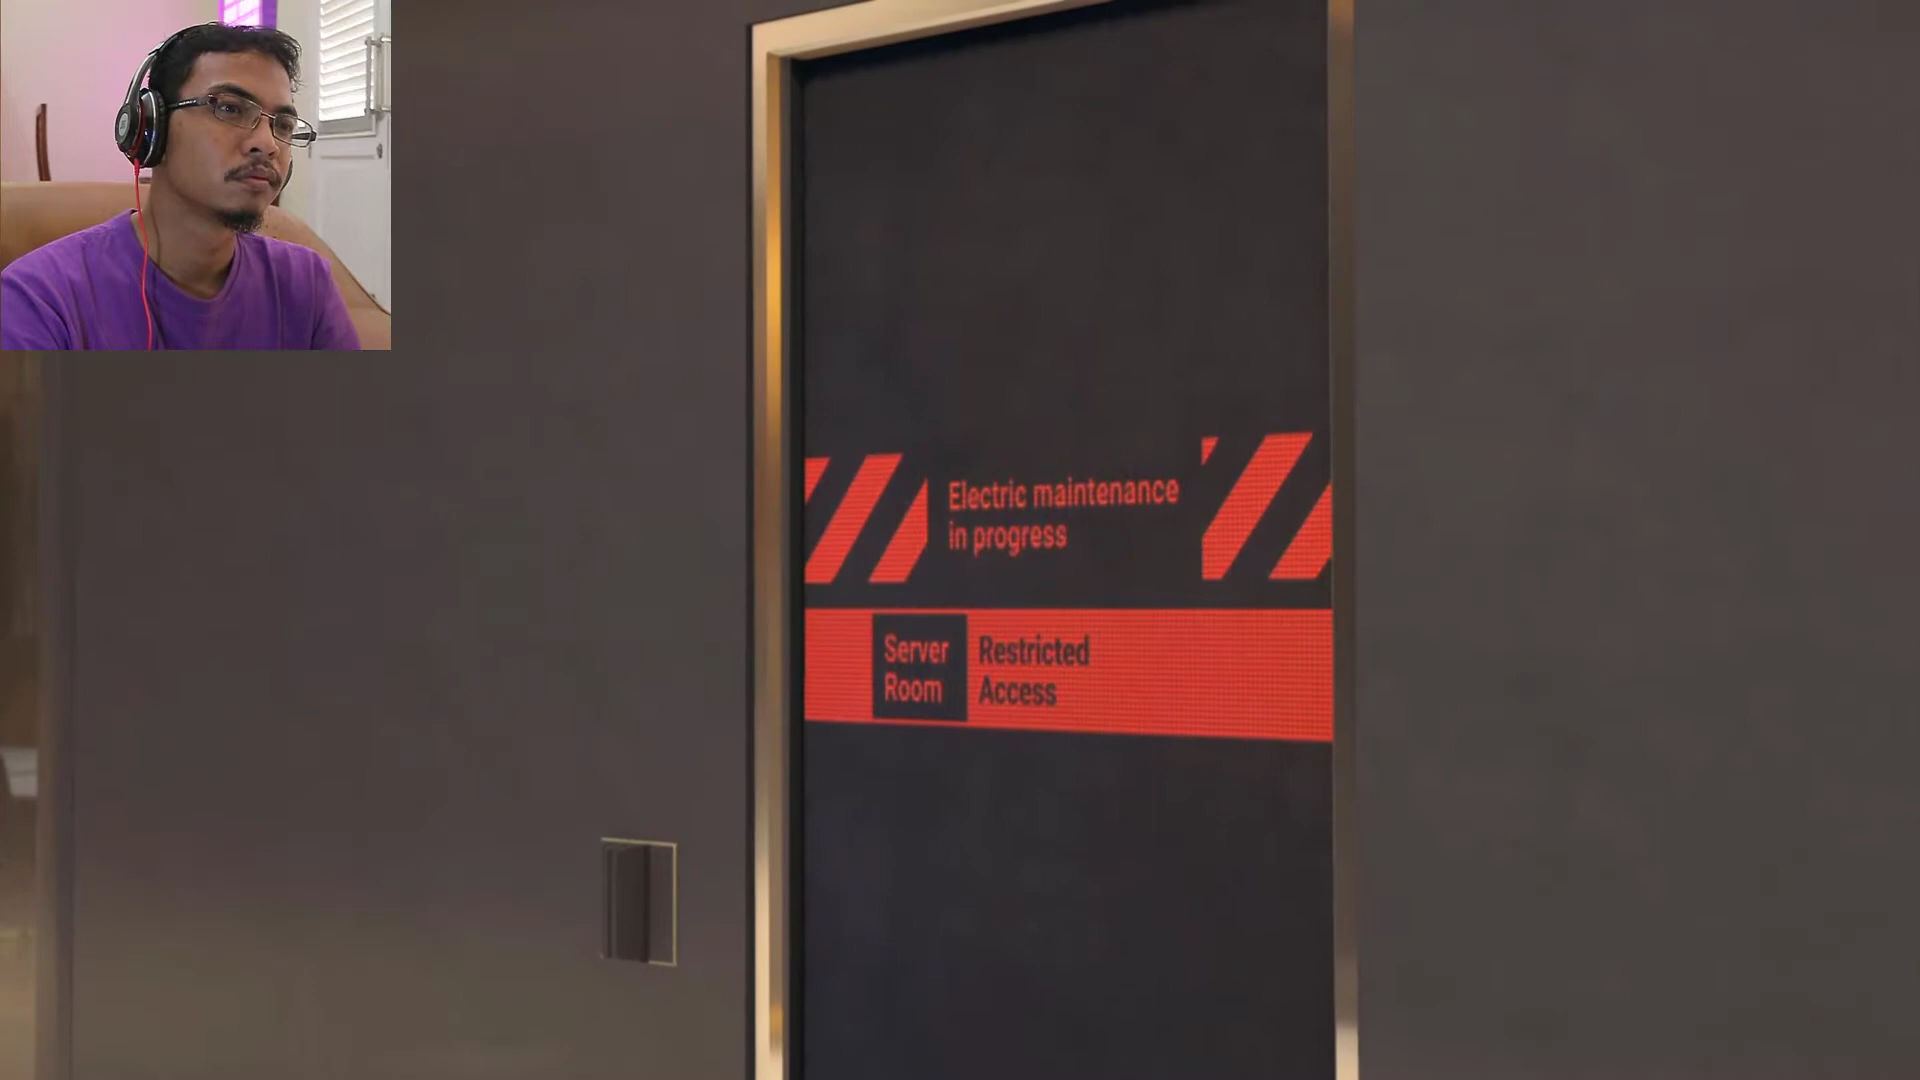 Electric maintenance
in progress
Server
Room
Restricted
Access